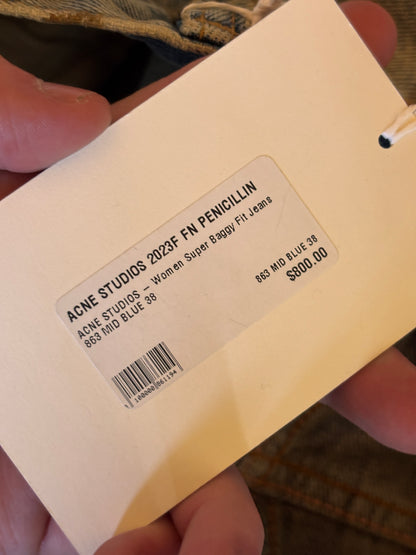 ACNE STUDIOS 2023F FN PENICILLIN
ACNE STUDIOS – Women Super Baggy Fit Jeans
863 MID BLUE 38
863 MID BLUE 38
$800.00
100000061194